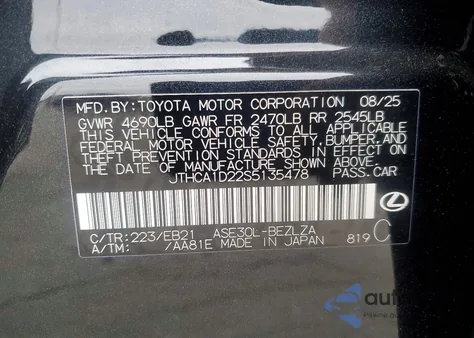 MFD.BY:TOYOTA MOTOR CORPORATION 08/25
GVWR 4690LB GAWR FR 2470LB RR 2545LB
THIS VEHICLE CONFORMS TO ALL APPLICABLE
FEDERAL MOTOR VEHICLE SAFETY, BUMPER,
AND THEFT PREVENTION STANDARDS IN EFFECT
ON THE DATE OF MANUFACTURE SHOWN ABOVE.
JTHCA1D22S5135478 PASS.CAR
C/TR:223/EB21 ASE30L-BEZLZA
A/TM: /AA81E MADE IN JAPAN 819 C